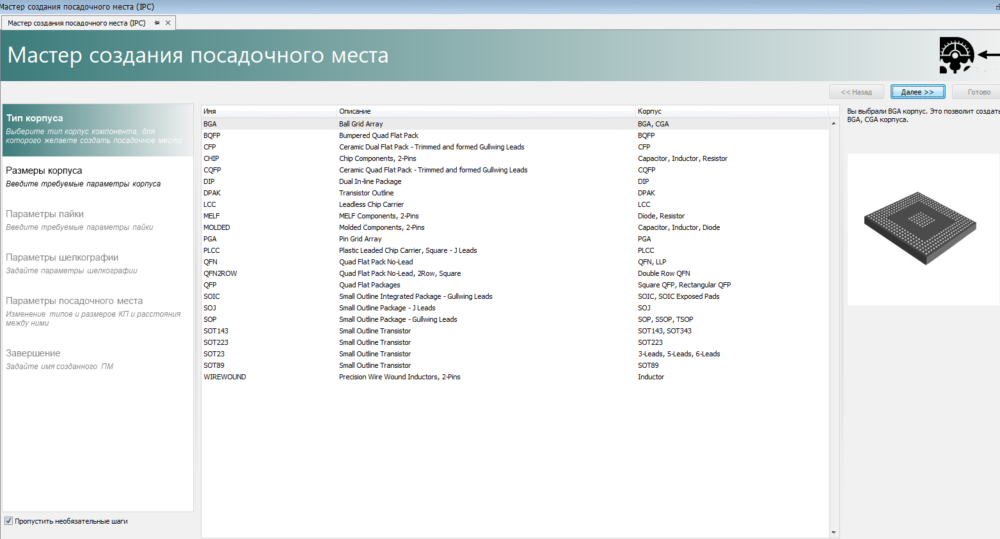 Мастер создания посадочного места (IPC)
Мастер создания посадочного места (IPC)
Мастер создания посадочного места
<< Назад Далее >> Готово
Тип корпуса
Выберите тип корпус компонента, для
которого желаете создать посадочное место
Размеры корпуса
Введите требуемые параметры корпуса
Параметры пайки
Введите требуемые параметры пайки
Параметры шелкографии
Задайте параметры шелкографии
Параметры посадочного места
Изменение типов и размеров КП и расстояния
между ними
Завершение
Задайте имя созданного ПМ
Пропустить необязательные шаги
Имя Описание Корпус
BGA Ball Grid Array BGA, CGA
BQFP Bumpered Quad Flat Pack BQFP
CFP Ceramic Dual Flat Pack - Trimmed and formed Gullwing Leads CFP
CHIP Chip Components, 2-Pins Capacitor, Inductor, Resistor
CQFP Ceramic Quad Flat Pack - Trimmed and formed Gullwing Leads CQFP
DIP Dual In-line Package DIP
DPAK Transistor Outline DPAK
LCC Leadless Chip Carrier LCC
MELF MELF Components, 2-Pins Diode, Resistor
MOLDED Molded Components, 2-Pins Capacitor, Inductor, Diode
PGA Pin Grid Array PGA
PLCC Plastic Leaded Chip Carrier, Square - J Leads PLCC
QFN Quad Flat Pack No-Lead QFN, LLP
QFN2ROW Quad Flat Pack No-Lead, 2Row, Square Double Row QFN
QFP Quad Flat Packages Square QFP, Rectangular QFP
SOIC Small Outline Integrated Package - Gullwing Leads SOIC, SOIC Exposed Pads
SOJ Small Outline Package - J Leads SOJ
SOP Small Outline Package - Gullwing Leads SOP, SSOP, TSOP
SOT143 Small Outline Transistor SOT143, SOT343
SOT223 Small Outline Transistor SOT223
SOT23 Small Outline Transistor 3-Leads, 5-Leads, 6-Leads
SOT89 Small Outline Transistor SOT89
WIREWOUND Precision Wire Wound Inductors, 2-Pins Inductor
Вы выбрали BGA корпус. Это позволит создать
BGA, CGA корпуса.